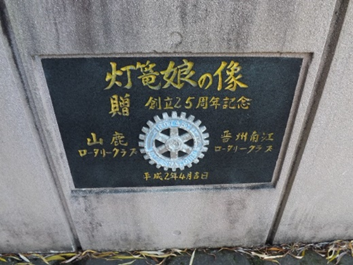 灯篭娘の像
贈 創立25周年記念
山鹿
ロータリークラブ
晋州南江
ロータリークラブ
平成2年4月吉日